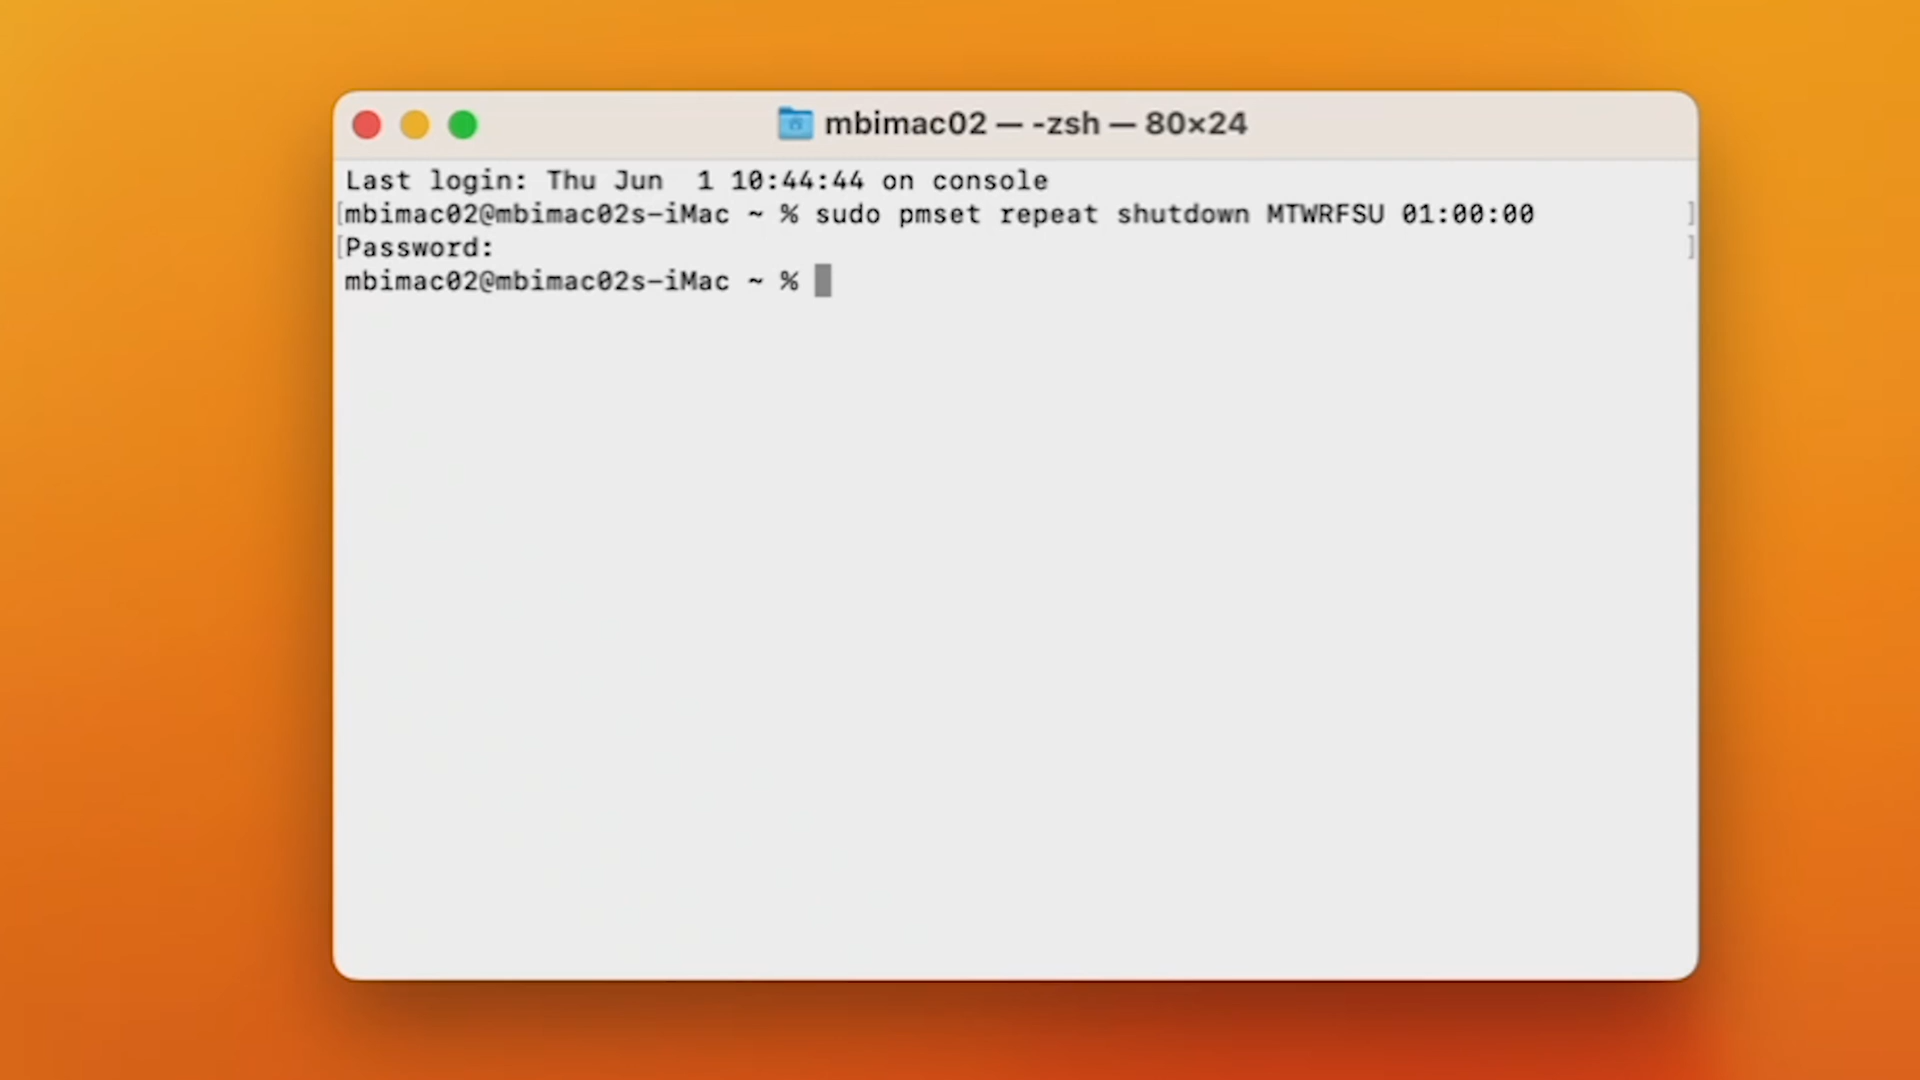 mbimac02 — -zsh — 80×24
Last login: Thu Jun  1 10:44:44 on console
[mbimac02@mbimac02s-iMac ~ % sudo pmset repeat shutdown MTWRFSU 01:00:00 ]
[Password: ]
mbimac02@mbimac02s-iMac ~ %